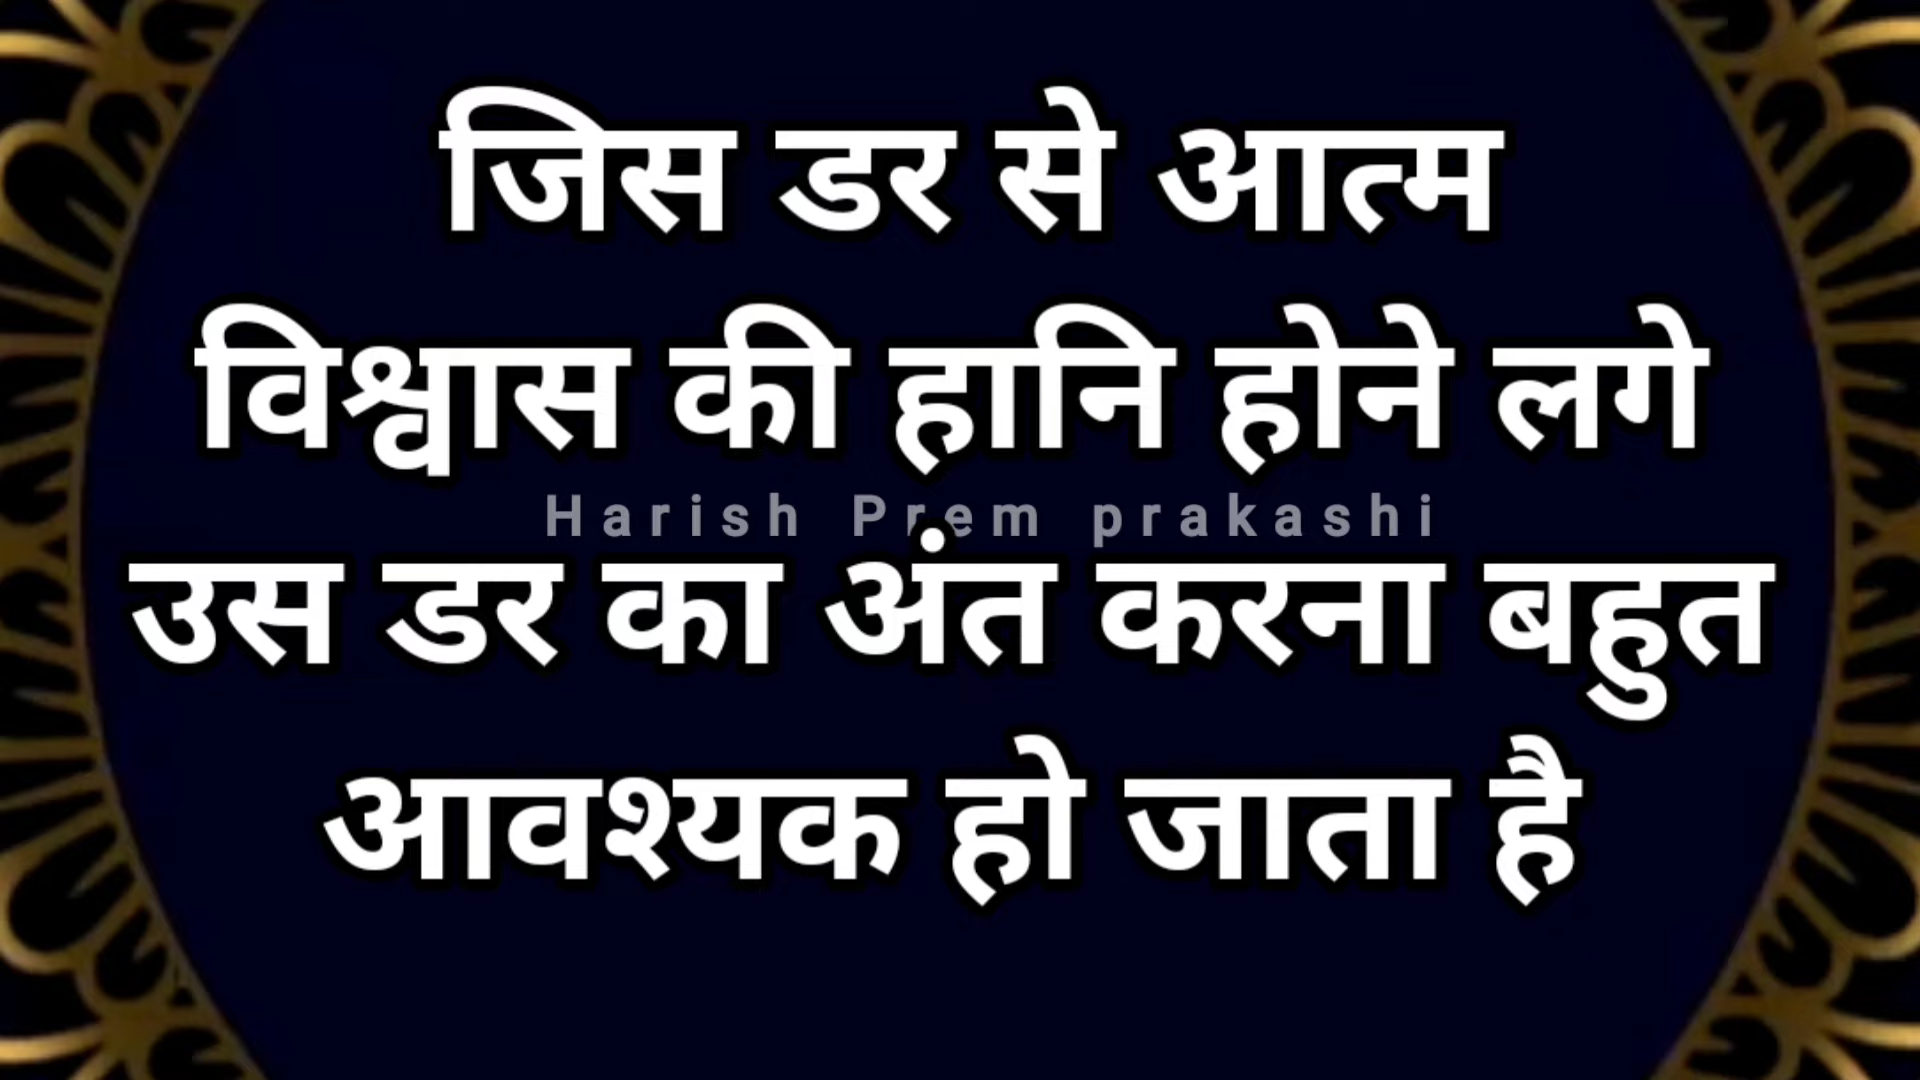 जिस डर से आत्म
विश्वास की हानि होने लगे
Harish Prem prakashi
उस डर का अंत करना बहुत
आवश्यक हो जाता है